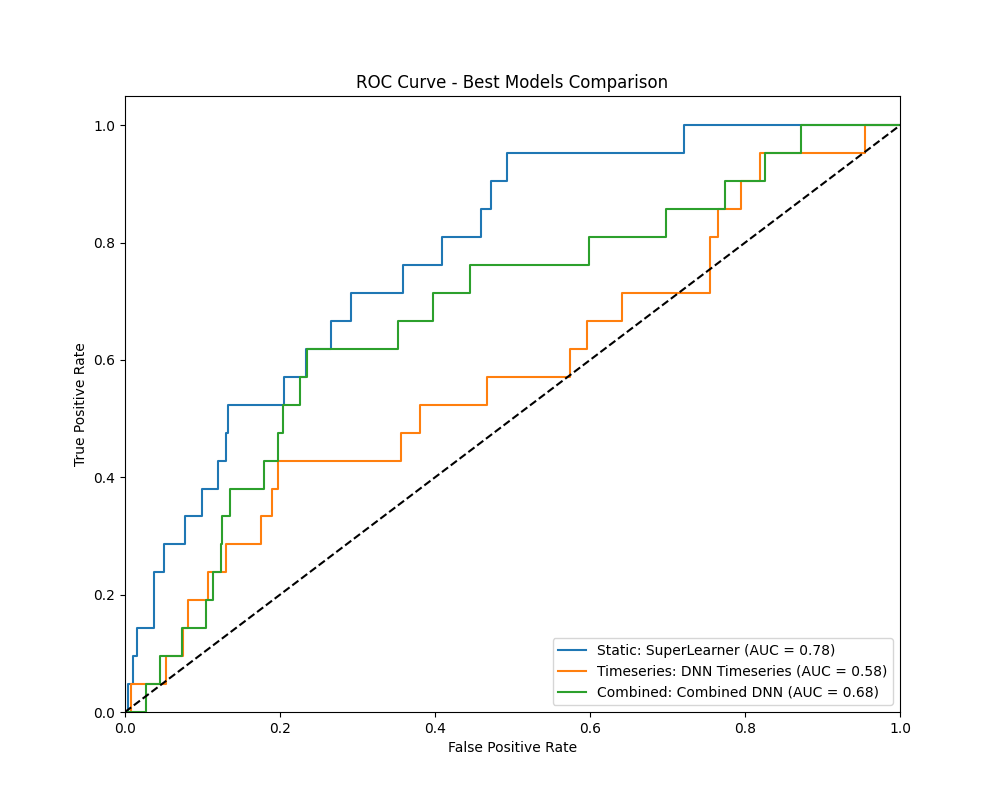 ROC Curve - Best Models Comparison
1.0
0.8
0.6
0.4
0.2
0.0
True Positive Rate
Static: SuperLearner (AUC = 0.78)
Timeseries: DNN Timeseries (AUC = 0.58)
Combined: Combined DNN (AUC = 0.68)
0.0 0.2 0.4 0.6 0.8 1.0
False Positive Rate